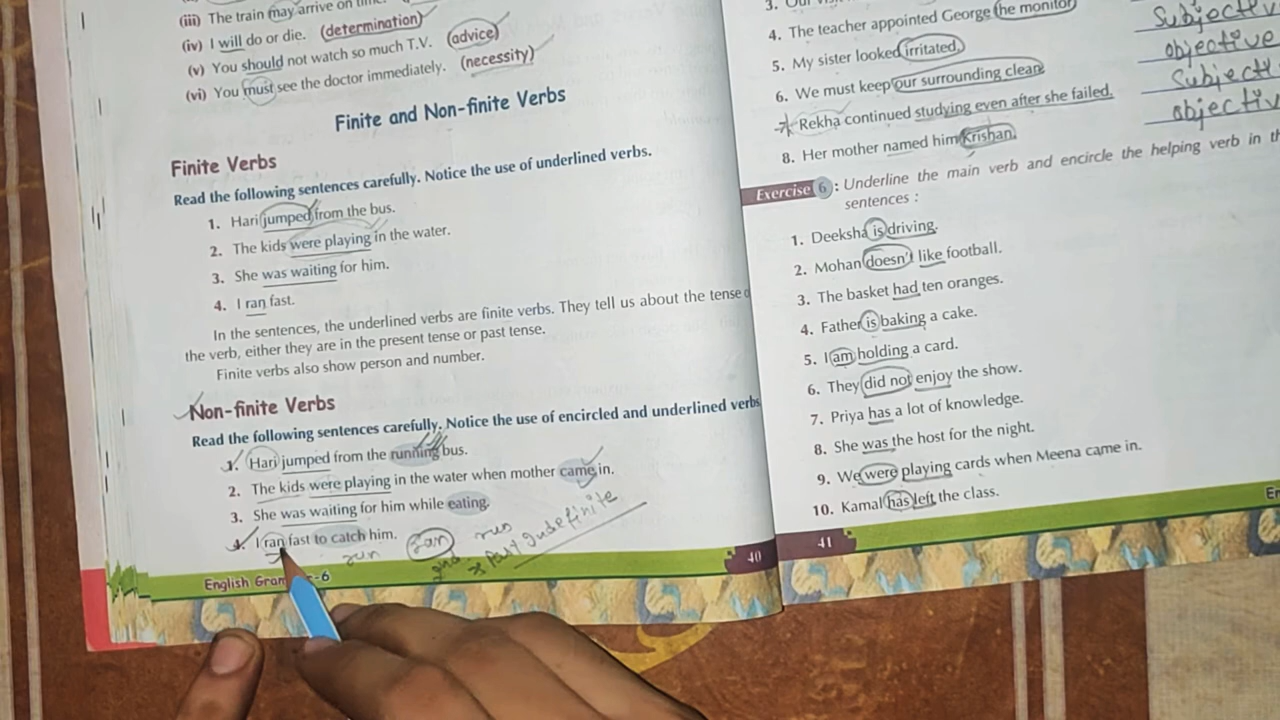 (iii) The train may arrive on time.
(iv) I will do or die. (determination)
(v) You should not watch so much T.V. (advice)
(vi) You must see the doctor immediately. (necessity)
Finite and Non-finite Verbs
Finite Verbs
Read the following sentences carefully. Notice the use of underlined verbs.
1. Hari jumped from the bus.
2. The kids were playing in the water.
3. She was waiting for him.
4. I ran fast.
In the sentences, the underlined verbs are finite verbs. They tell us about the tense
the verb, either they are in the present tense or past tense.
Finite verbs also show person and number.
Non-finite Verbs
Read the following sentences carefully. Notice the use of encircled and underlined verbs
1. Hari jumped from the running bus.
2. The kids were playing in the water when mother came in.
3. She was waiting for him while eating.
4. I ran fast to catch him.
run ran run
2nd Past Indefinite
English Gram -6
40
3. Our
4. The teacher appointed George the monitor
5. My sister looked irritated.
6. We must keep our surrounding clean.
7. Rekha continued studying even after she failed.
8. Her mother named him Krishan.
Subjectiv
objective
Subjecti
objectiv
Exercise 6 : Underline the main verb and encircle the helping verb in th
sentences :
1. Deeksha is driving.
2. Mohan doesn't like football.
3. The basket had ten oranges.
4. Father is baking a cake.
5. I am holding a card.
6. They did not enjoy the show.
7. Priya has a lot of knowledge.
8. She was the host for the night.
9. We were playing cards when Meena came in.
10. Kamal has left the class.
41
En